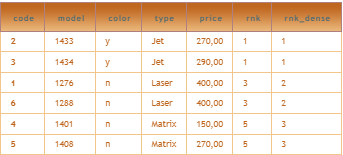 code model color type price rnk rnk_dense
2 1433 y Jet 270,00 1 1
3 1434 y Jet 290,00 1 1
1 1276 n Laser 400,00 3 2
6 1288 n Laser 400,00 3 2
4 1401 n Matrix 150,00 5 3
5 1408 n Matrix 270,00 5 3